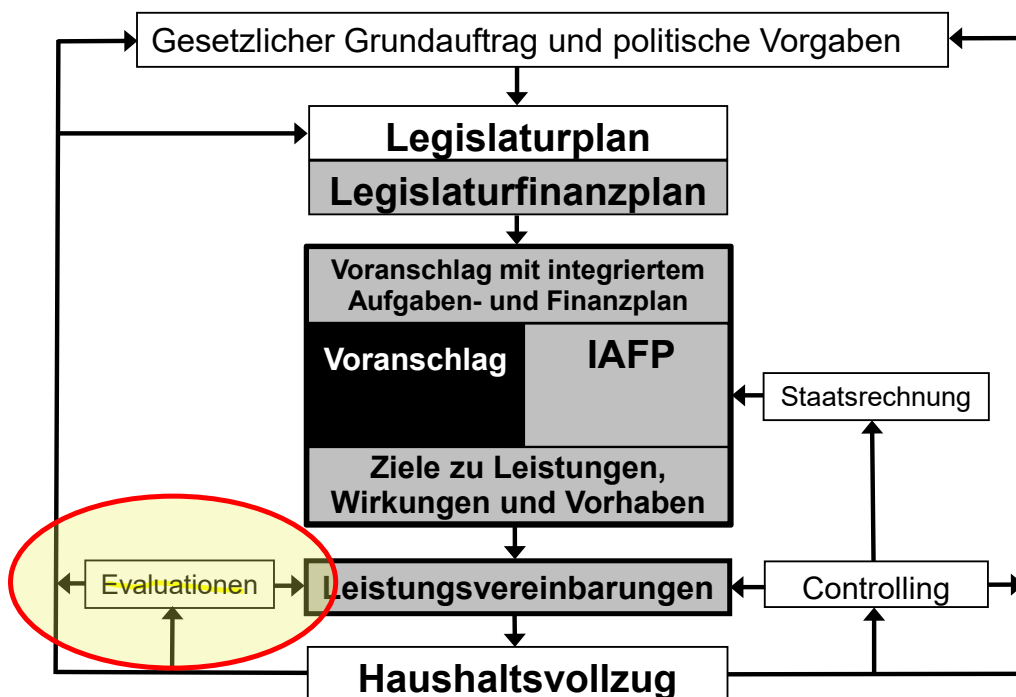 Gesetzlicher Grundauftrag und politische Vorgaben
Legislaturplan
Legislaturfinanzplan
Voranschlag mit integriertem
Aufgaben- und Finanzplan
Voranschlag
IAFP
Staatsrechnung
Ziele zu Leistungen,
Wirkungen und Vorhaben
Evaluationen
Leistungsvereinbarungen
Controlling
Haushaltsvollzug